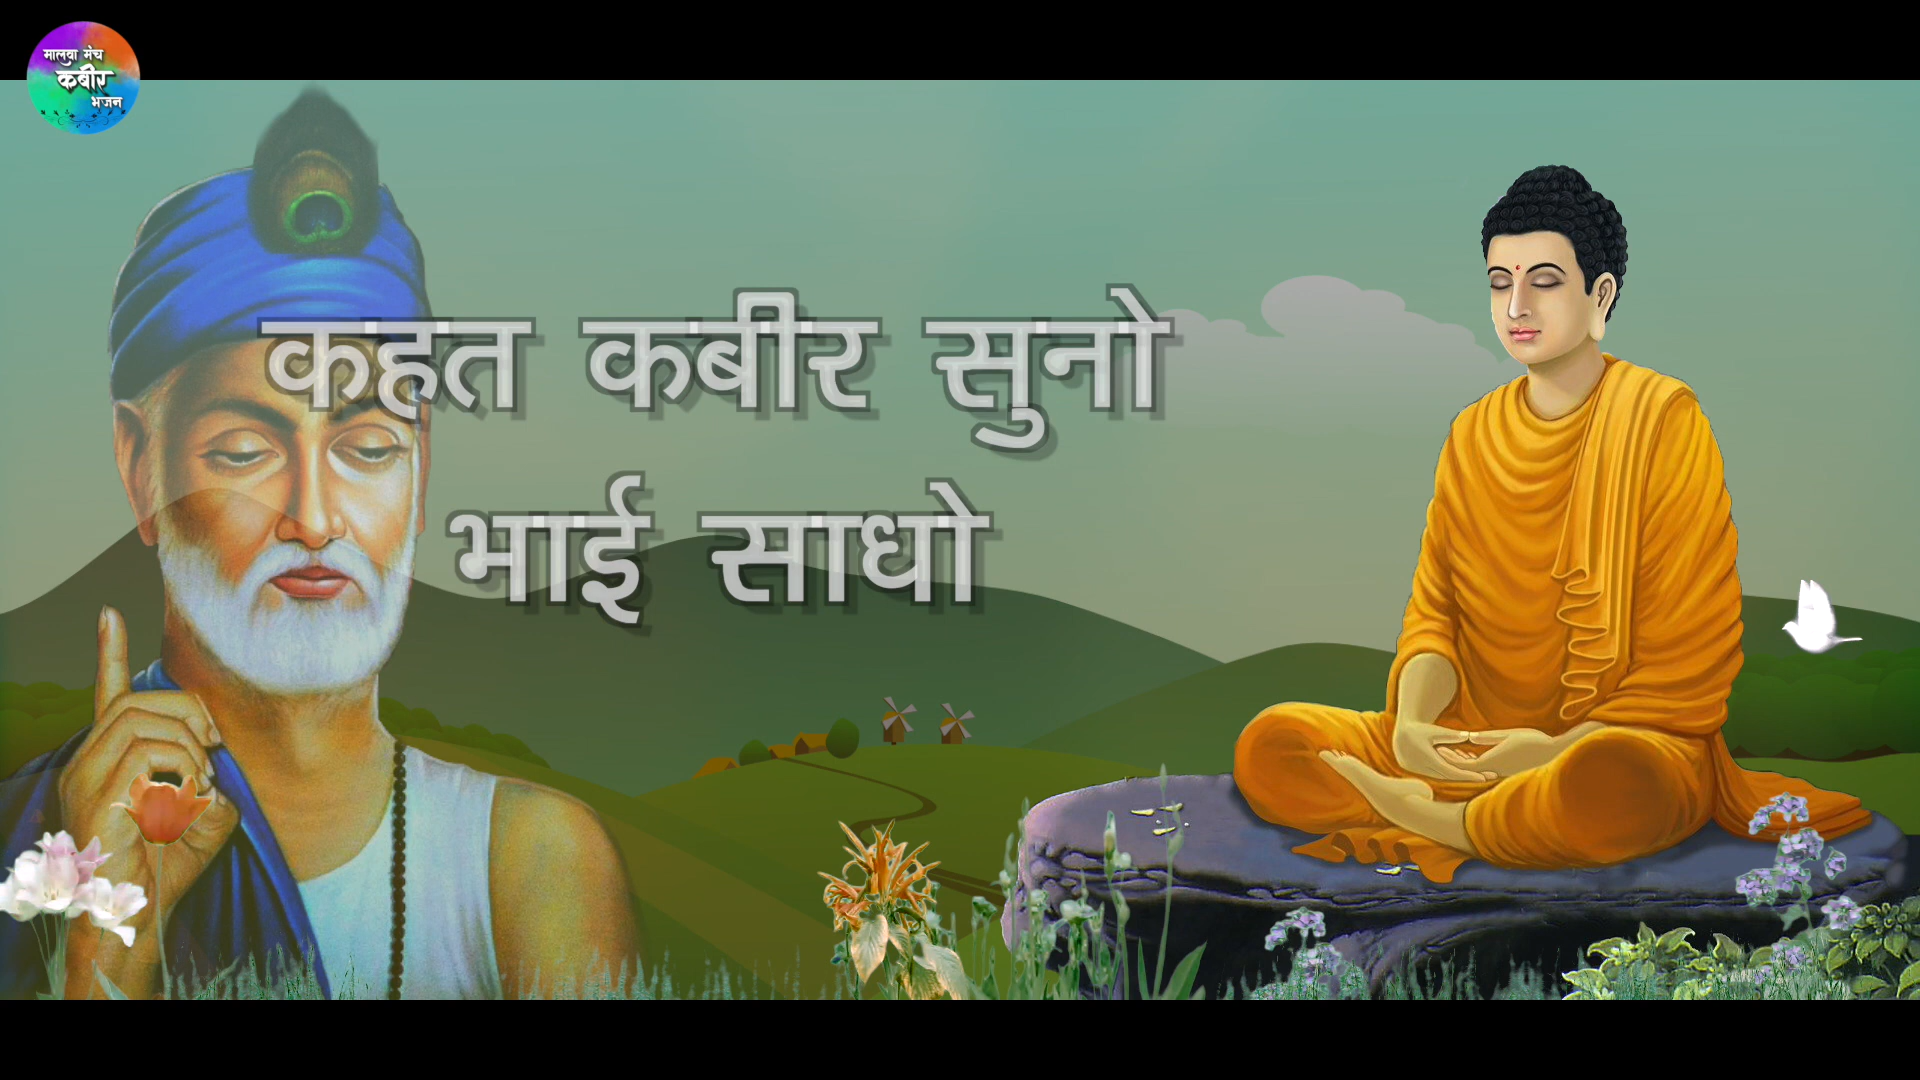 मालवा मंच
कबीर
भजन
कहत कबीर सुनो
भाई साधो